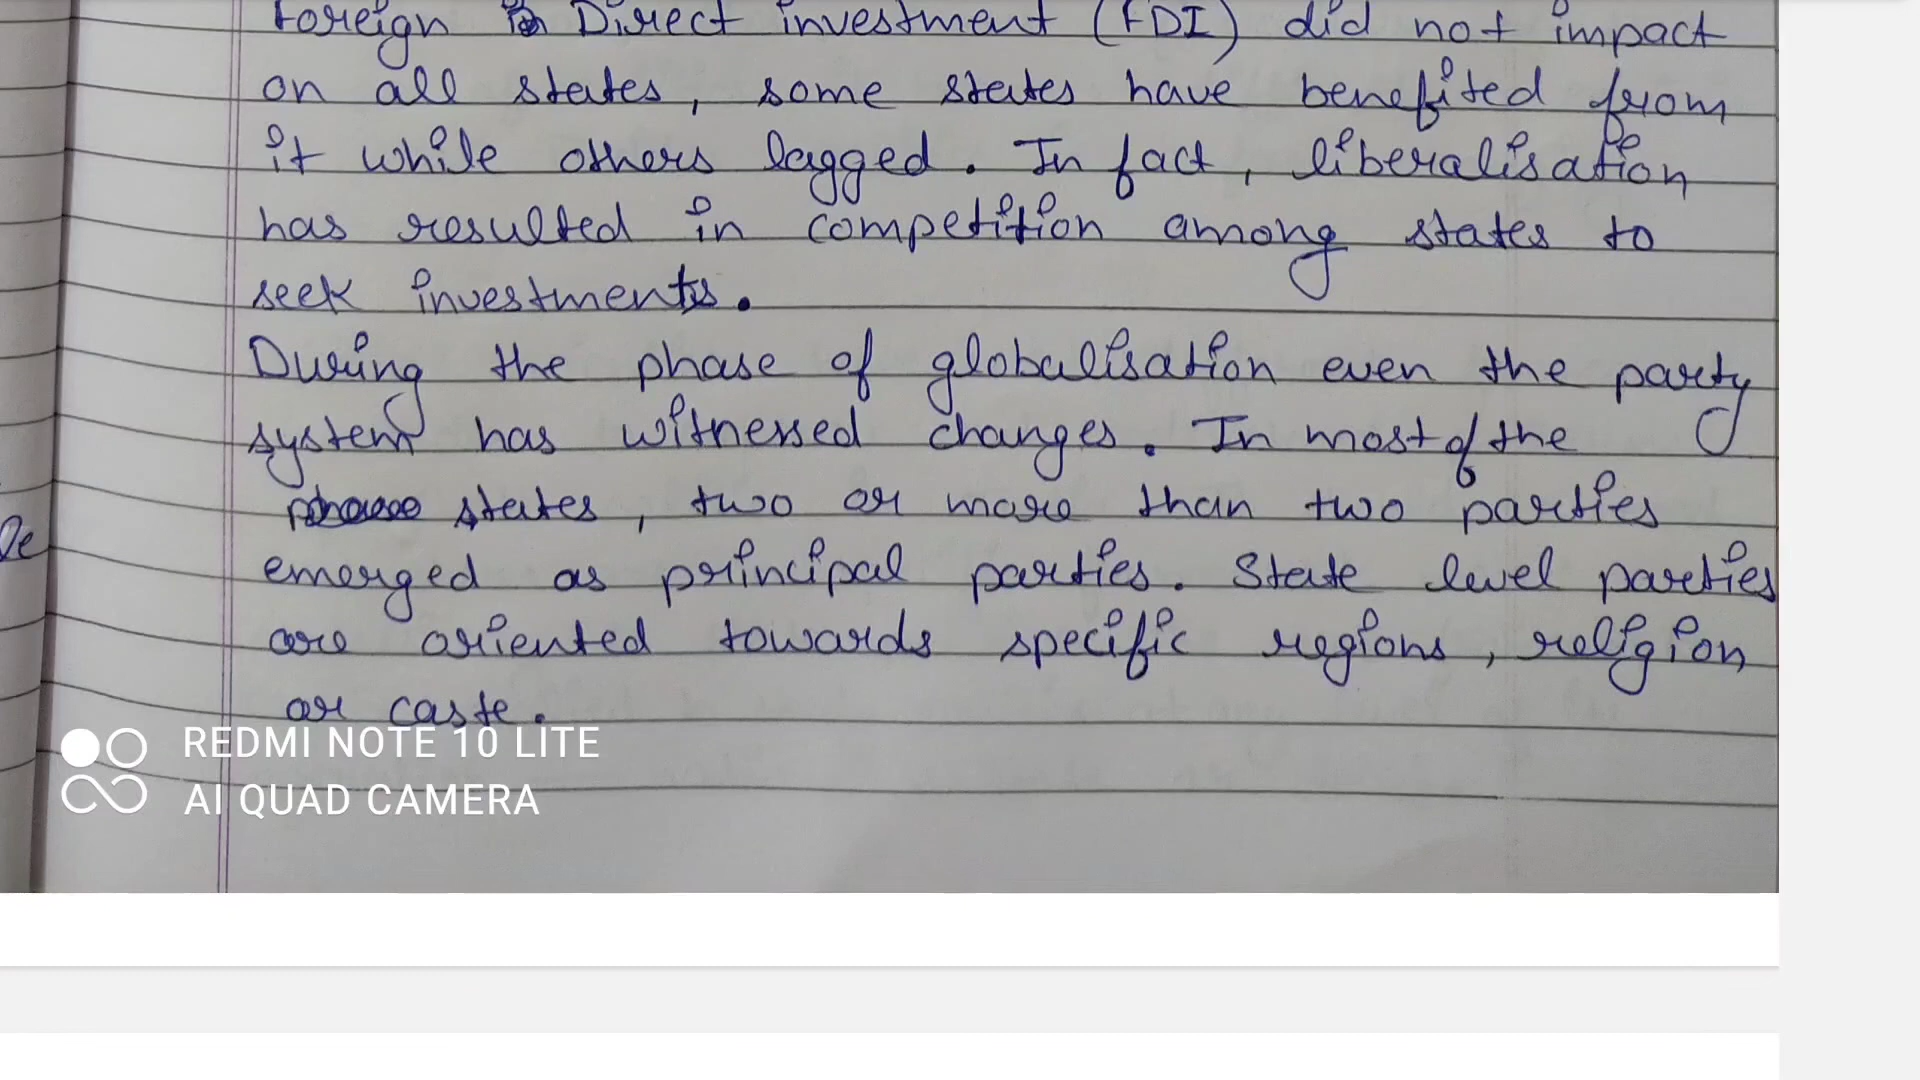 Foreign Direct investment (FDI) did not impact
on all states, some states have benefited from
it while others lagged. In fact, liberalisation
has resulted in competition among states to
seek investments.
During the phase of globalisation even the party
system has witnessed changes. In most of the
states, two or more than two parties
emerged as principal parties. State level parties
are oriented towards specific regions, religion
or caste.
REDMI NOTE 10 LITE
AI QUAD CAMERA